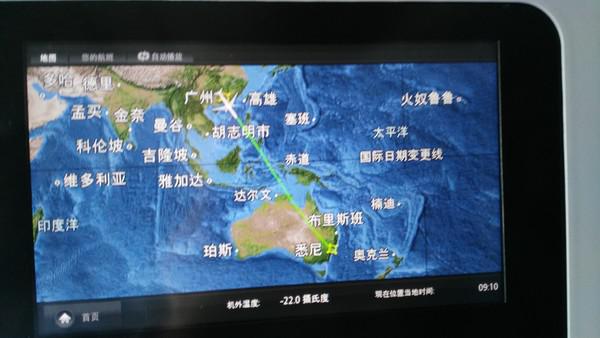 地图 您的航班 自动播放
多哈 德里
广州 高雄 火奴鲁鲁
孟买 金奈 塞班
曼谷 胡志明市 太平洋
科伦坡 吉隆坡 赤道 国际日期变更线
维多利亚 雅加达 达尔文 楠迪
印度洋 布里斯班
珀斯 悉尼 奥克兰
机外温度: -22.0 摄氏度 现在位置当地时间: 09:10
首页